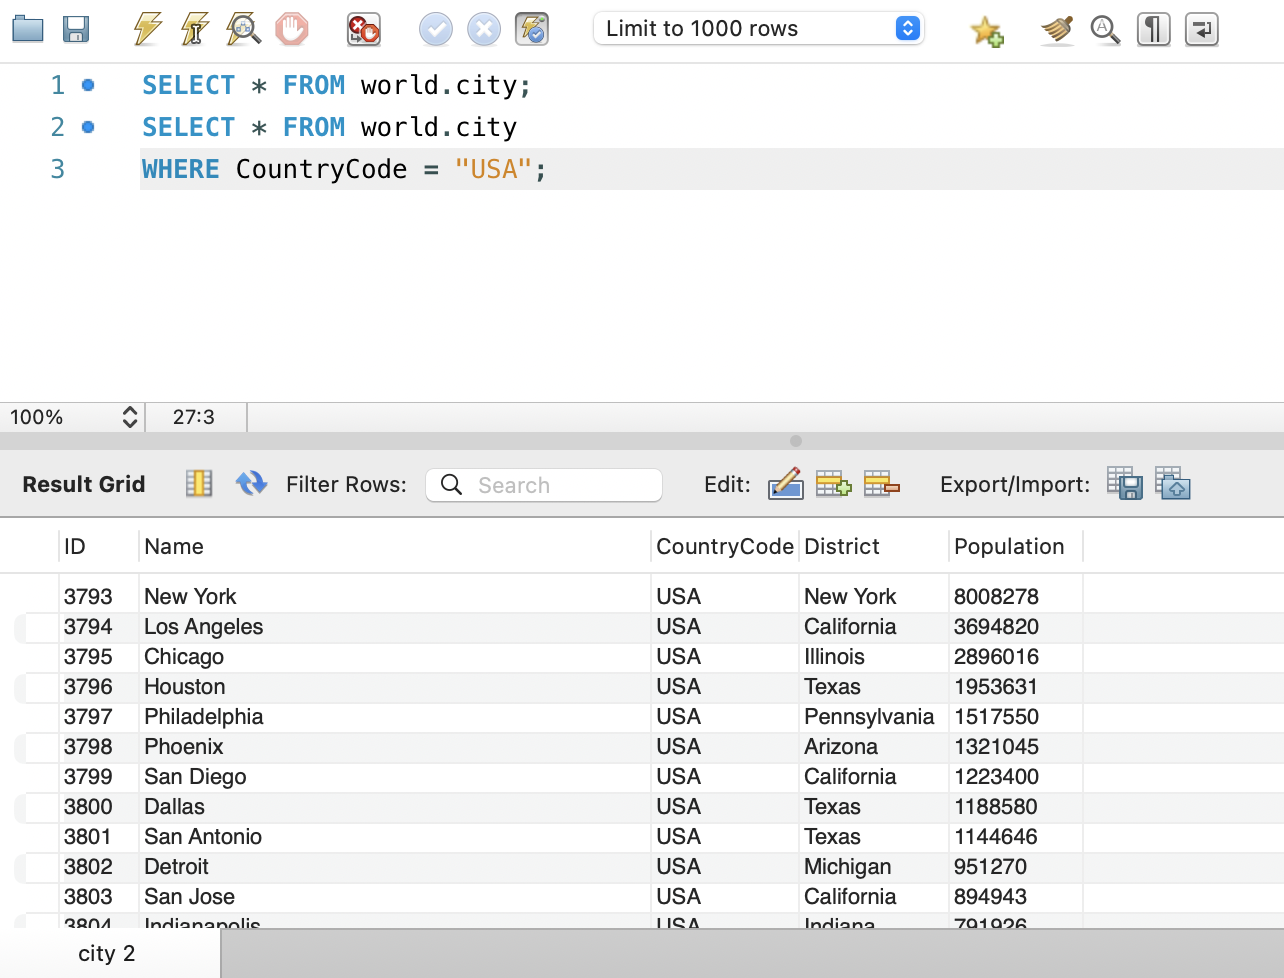 Limit to 1000 rows
1 SELECT * FROM world.city;
2 SELECT * FROM world.city
3 WHERE CountryCode = "USA";
100% 27:3
Result Grid Filter Rows: Search Edit: Export/Import:
ID Name CountryCode District Population
3793 New York USA New York 8008278
3794 Los Angeles USA California 3694820
3795 Chicago USA Illinois 2896016
3796 Houston USA Texas 1953631
3797 Philadelphia USA Pennsylvania 1517550
3798 Phoenix USA Arizona 1321045
3799 San Diego USA California 1223400
3800 Dallas USA Texas 1188580
3801 San Antonio USA Texas 1144646
3802 Detroit USA Michigan 951270
3803 San Jose USA California 894943
3804 Indianapolis USA Indiana 791926
city 2